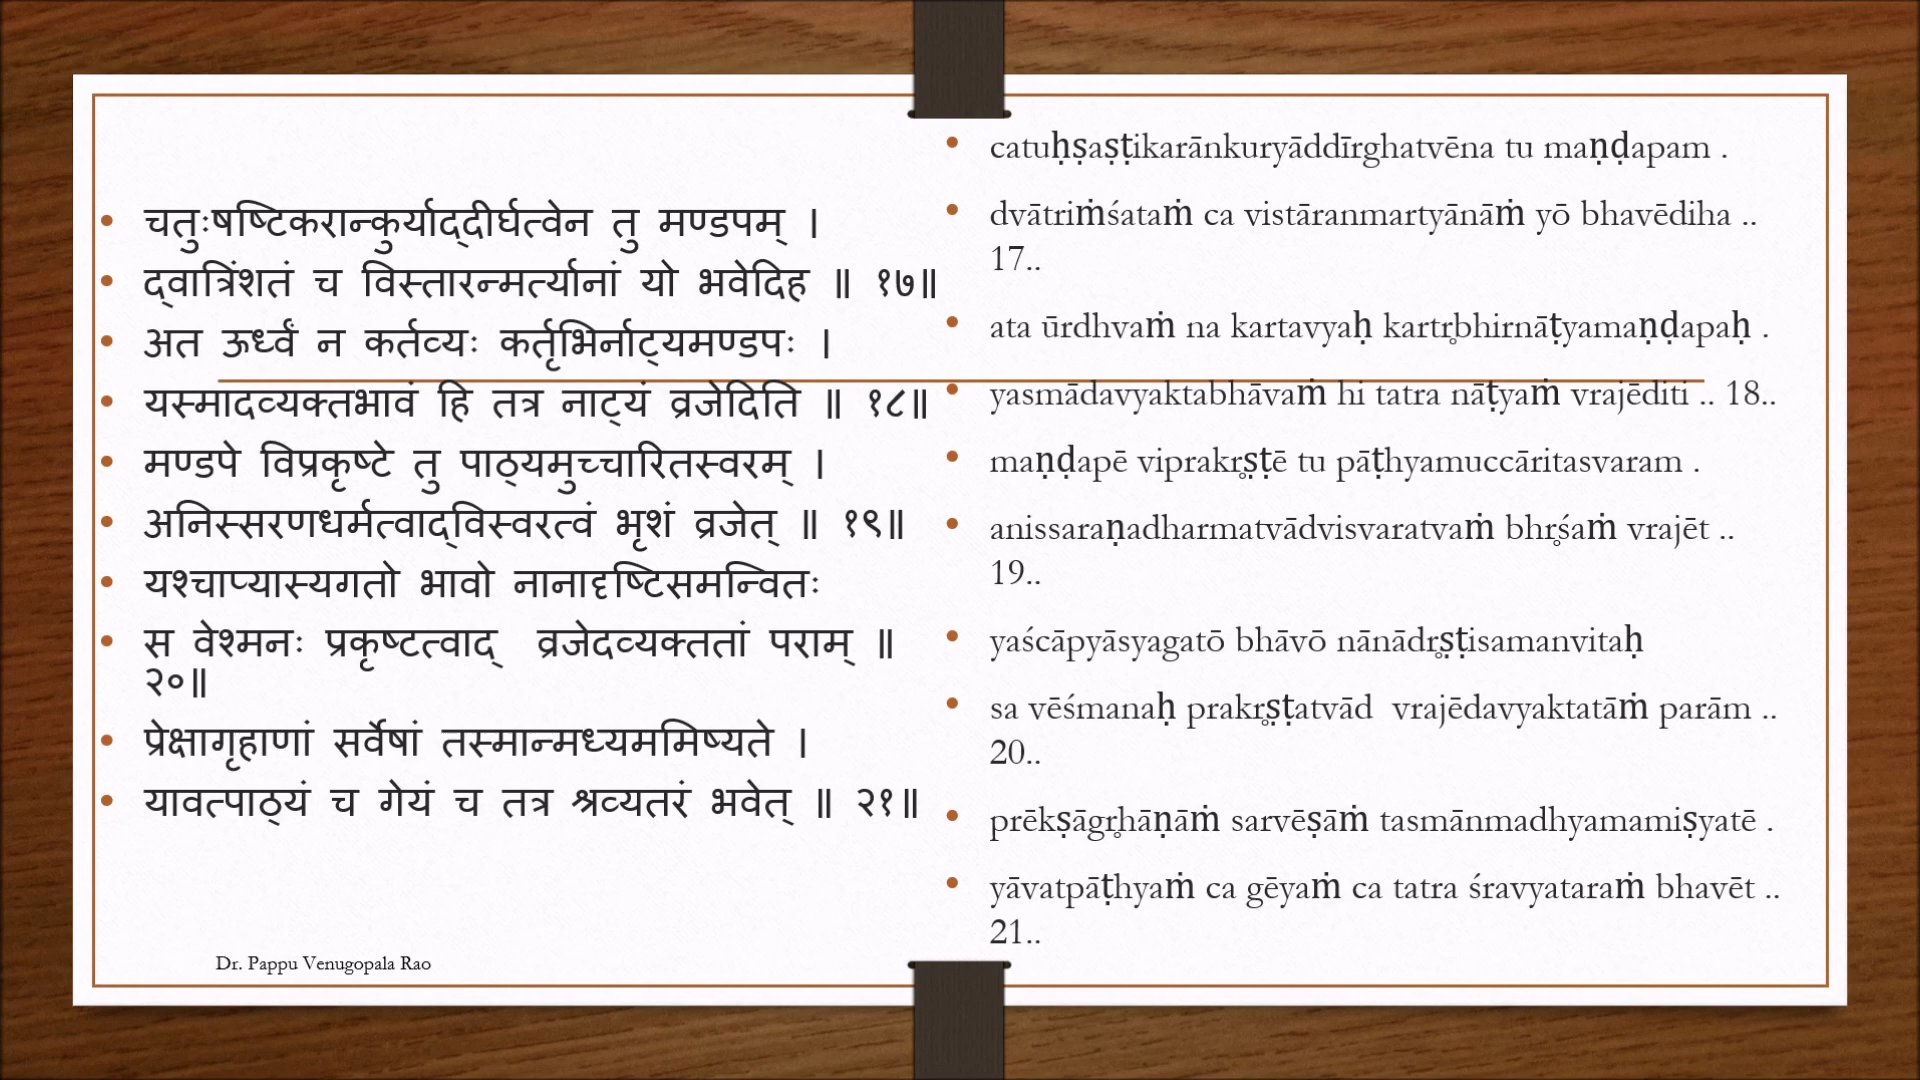 चतुःषष्टिकरान्कुर्याद्दीर्घत्वेन तु मण्डपम् ।
द्वात्रिंशतं च विस्तारन्मर्त्यानां यो भवेदिह ॥ १७॥
अत ऊर्ध्वं न कर्तव्यः कर्तृभिर्नाट्यमण्डपः ।
यस्मादव्यक्तभावं हि तत्र नाट्यं व्रजेदिति ॥ १८॥
मण्डपे विप्रकृष्टे तु पाठ्यमुच्चारितस्वरम् ।
अनिस्सरणधर्मत्वाद्विस्वरत्वं भृशं व्रजेत् ॥ १९॥
यश्चाप्यास्यगतो भावो नानादृष्टिसमन्वितः
स वेश्मनः प्रकृष्टत्वाद् व्रजेदव्यक्ततां पराम् ॥
२०॥
प्रेक्षागृहाणां सर्वेषां तस्मान्मध्यममिष्यते ।
यावत्पाठ्यं च गेयं च तत्र श्रव्यतरं भवेत् ॥ २१॥
catuḥṣaṣṭikarānkuryāddīrghatvēna tu maṇḍapam .
dvātriṁśataṁ ca vistāranmartyānāṁ yō bhavēdiha ..
17..
ata ūrdhvaṁ na kartavyaḥ kartr̥bhirnāṭyamaṇḍapaḥ .
yasmādavyaktabhāvaṁ hi tatra nāṭyaṁ vrajēditi .. 18..
maṇḍapē viprakr̥ṣṭē tu pāṭhyamuccāritasvaram .
anissaraṇadharmatvādvisvaratvaṁ bhr̥śaṁ vrajēt ..
19..
yaścāpyāsyagatō bhāvō nānādr̥ṣṭisamanvitaḥ
sa vēśmanaḥ prakr̥ṣṭatvād vrajēdavyaktatāṁ parām ..
20..
prēkṣāgr̥hāṇāṁ sarvēṣāṁ tasmānmadhyamamiṣyatē .
yāvatpāṭhyaṁ ca gēyaṁ ca tatra śravyataraṁ bhavēt ..
21..
Dr. Pappu Venugopala Rao